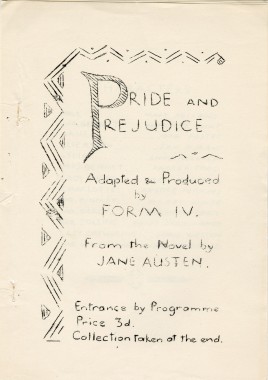 PRIDE AND
PREJUDICE
Adapted & Produced
by
FORM IV.
From the Novel by
JANE AUSTEN.
Entrance by Programme
Price 3d.
Collection taken at the end.